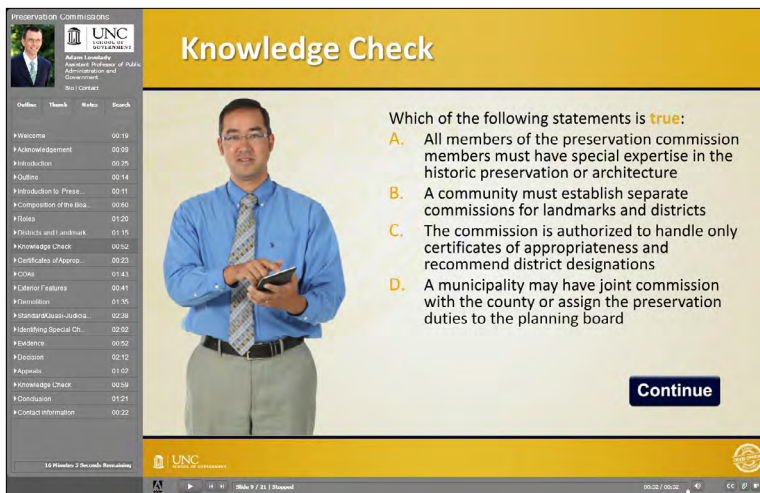 Preservation Commissions
UNC
SCHOOL OF
GOVERNMENT
Adam Lovelady
Assistant Professor of Public
Administration and
Government
Bio | Contact
Outline Thumb Notes Search
Welcome 00:19
Acknowledgement 00:09
Introduction 00:25
Outline 00:14
Introduction to Prese... 00:11
Composition of the Boa... 00:60
Roles 01:20
Districts and Landmark... 01:15
Knowledge Check 00:52
Certificates of Approp... 00:23
COAs 01:43
Exterior Features 00:41
Demolition 01:35
Standard/Quasi-Judicia... 02:38
Identifying Special Ch... 02:02
Evidence 00:52
Decision 02:12
Appeals 01:02
Knowledge Check 00:59
Conclusion 01:21
Contact Information 00:22
16 Minutes 3 Seconds Remaining
Knowledge Check
Which of the following statements is true:
A. All members of the preservation commission
members must have special expertise in the
historic preservation or architecture
B. A community must establish separate
commissions for landmarks and districts
C. The commission is authorized to handle only
certificates of appropriateness and
recommend district designations
D. A municipality may have joint commission
with the county or assign the preservation
duties to the planning board
Continue
UNC
SCHOOL OF GOVERNMENT
Slide 9 / 21 | Stopped
00:32 / 00:32
CC